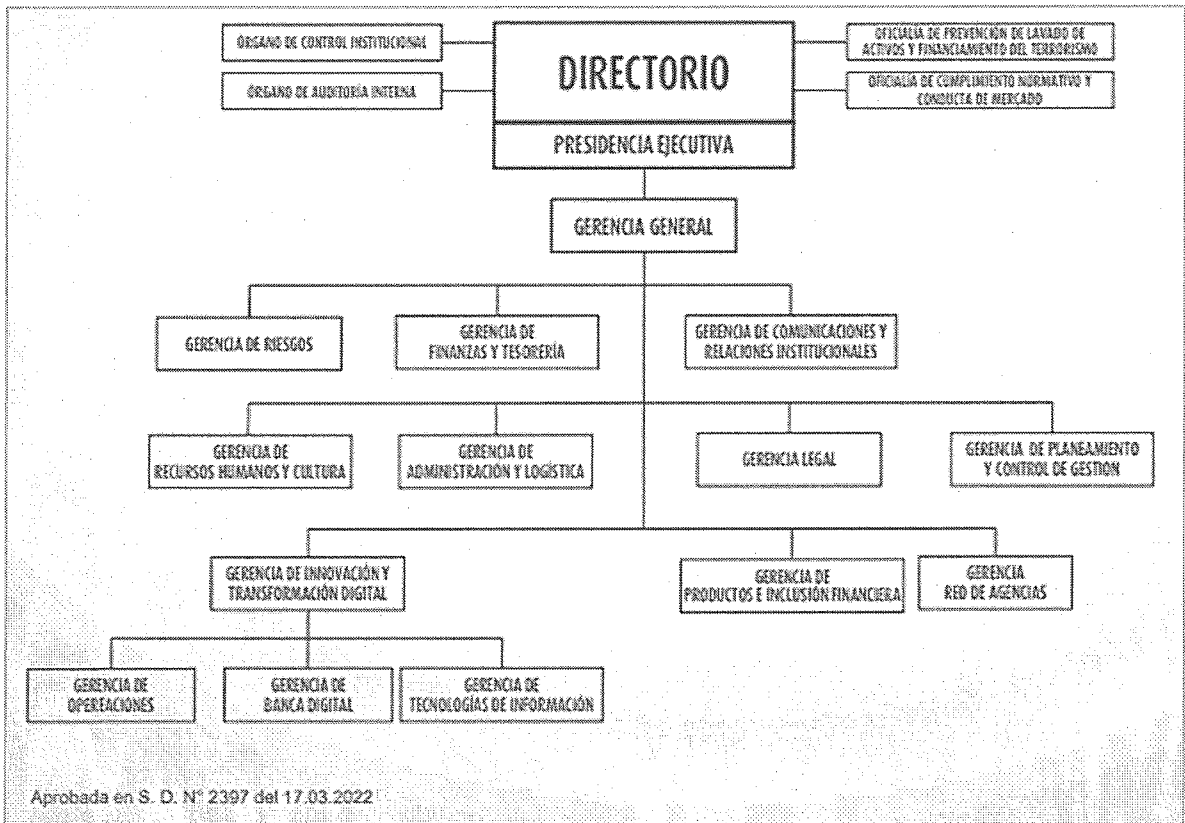 ÓRGANO DE CONTROL INSTITUCIONAL
ÓRGANO DE AUDITORÍA INTERNA
DIRECTORIO
PRESIDENCIA EJECUTIVA
OFICIALIA DE PREVENCIÓN DE LAVADO DE
ACTIVOS Y FINANCIAMIENTO DEL TERRORISMO
OFICIALIA DE CUMPLIMIENTO NORMATIVO Y
CONDUCTA DE MERCADO
GERENCIA GENERAL
GERENCIA DE RIESGOS
GERENCIA DE
FINANZAS Y TESORERÍA
GERENCIA DE COMUNICACIONES Y
RELACIONES INSTITUCIONALES
GERENCIA DE
RECURSOS HUMANOS Y CULTURA
GERENCIA DE
ADMINISTRACIÓN Y LOGÍSTICA
GERENCIA LEGAL
GERENCIA DE PLANEAMIENTO
Y CONTROL DE GESTION
GERENCIA DE INNOVACIÓN Y
TRANSFORMACIÓN DIGITAL
GERENCIA DE
PRODUCTOS E INCLUSIÓN FINANCIERA
GERENCIA
RED DE AGENCIAS
GERENCIA DE
OPEREACIONES
GERENCIA DE
BANCA DIGITAL
GERENCIA DE
TECNOLOGÍAS DE INFORMACIÓN
Aprobada en S. D. N° 2397 del 17.03.2022